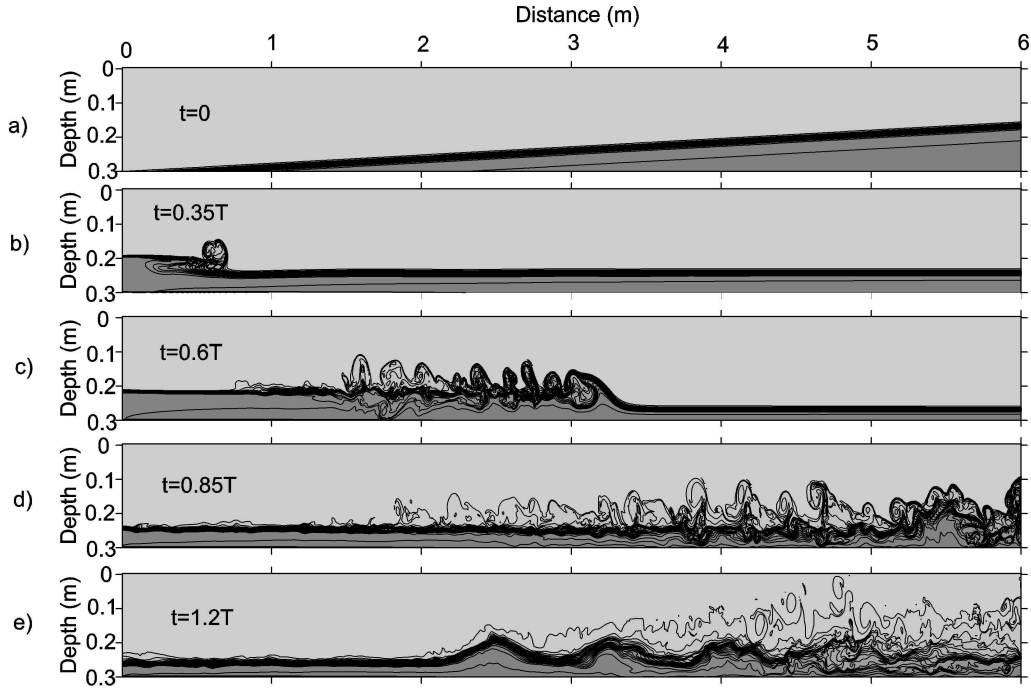 Distance (m)
0 1 2 3 4 5 6
a)
Depth (m)
0
0.1
0.2
0.3
t=0
b)
Depth (m)
0
0.1
0.2
0.3
t=0.35T
c)
Depth (m)
0
0.1
0.2
0.3
t=0.6T
d)
Depth (m)
0
0.1
0.2
0.3
t=0.85T
e)
Depth (m)
0
0.1
0.2
0.3
t=1.2T